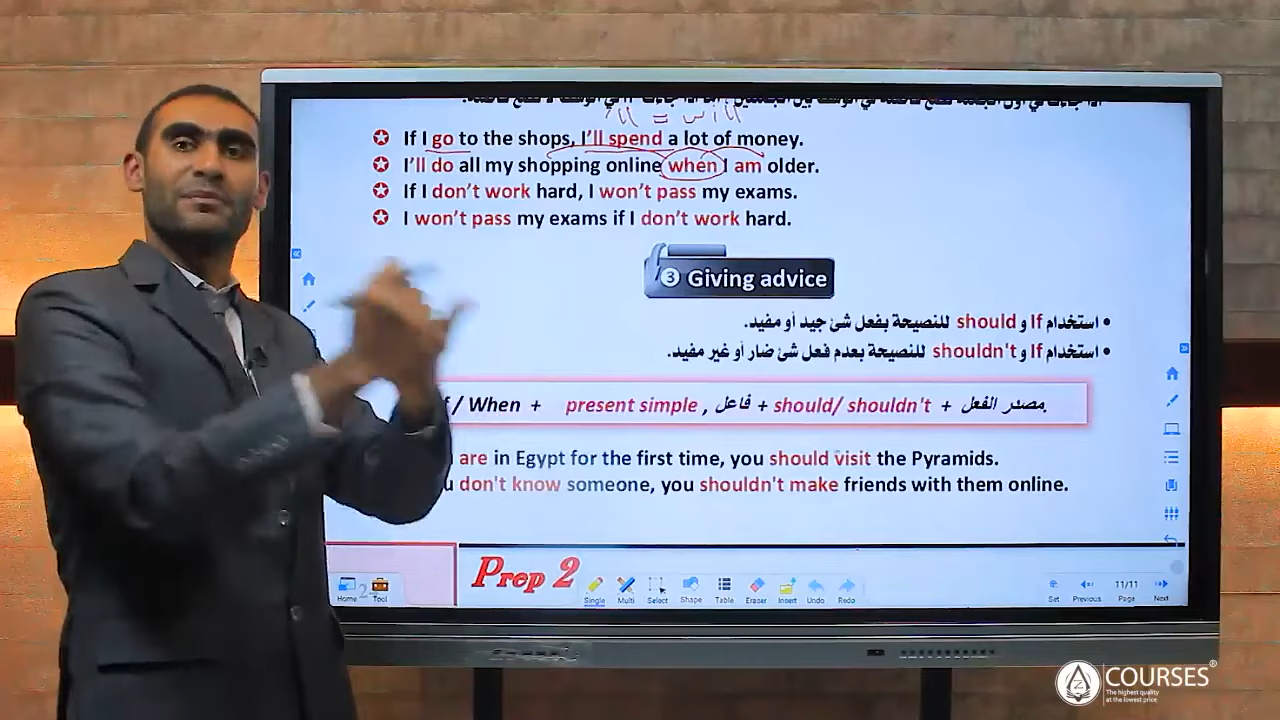 If I go to the shops, I'll spend a lot of money.
I'll do all my shopping online when I am older.
If I don't work hard, I won't pass my exams.
I won't pass my exams if I don't work hard.
3 Giving advice
• استخدام If و should للنصيحة بفعل شئ جيد أو مفيد.
• استخدام If و shouldn't للنصيحة بعدم فعل شئ ضار أو غير مفيد.
/ When + present simple , فاعل + should/ shouldn't + مصدر الفعل.
are in Egypt for the first time, you should visit the Pyramids.
don't know someone, you shouldn't make friends with them online.
Prep 2
Home Tool Single Multi Select Shape Table Eraser Insert Undo Redo Set Previous 11/11 Page Next
COURSES®
The highest quality
at the lowest price